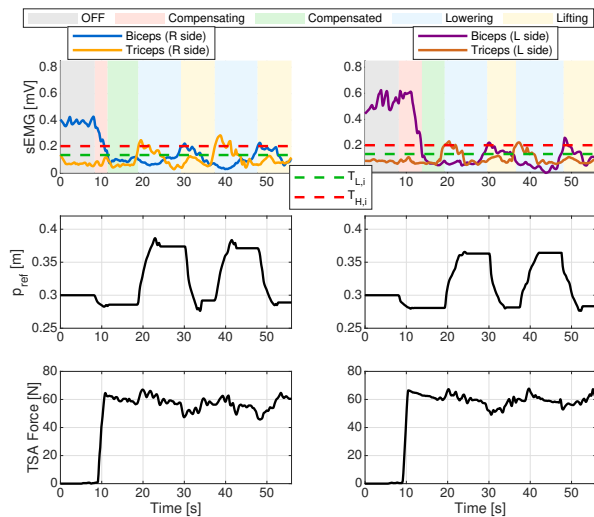 OFF Compensating Compensated Lowering Lifting
Biceps (R side) Biceps (L side)
Triceps (R side) Triceps (L side)
sEMG [mV]
0.8
0.6
0.4
0.2
0
0 10 20 30 40 50
0.8
0.6
0.4
0.2
0
0 10 20 30 40 50
T_L,i
T_H,i
p_ref [m]
0.4
0.35
0.3
0.25
0 10 20 30 40 50
0.4
0.35
0.3
0.25
0 10 20 30 40 50
TSA Force [N]
80
60
40
20
0
0 10 20 30 40 50
Time [s]
80
60
40
20
0
0 10 20 30 40 50
Time [s]